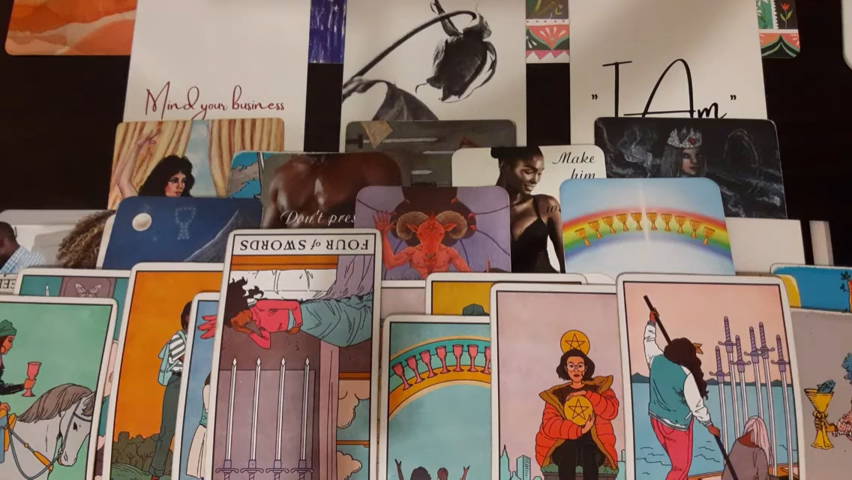 Mind your business
"I Am"
Make
him
Don't pres
FOUR of SWORDS